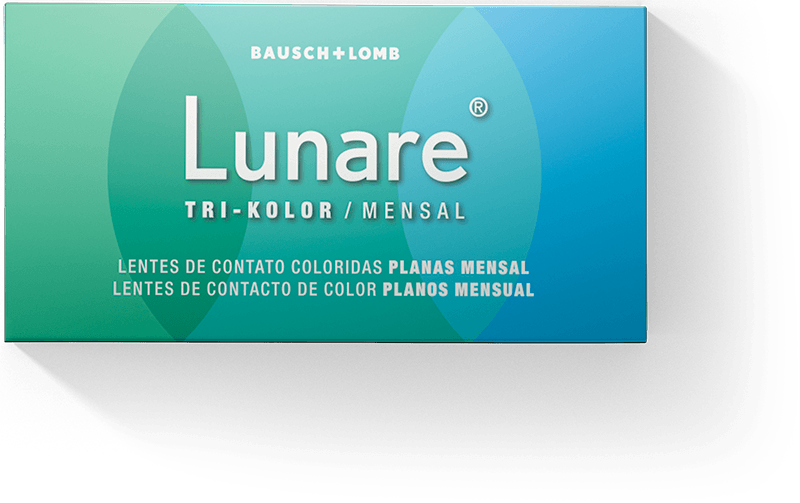 BAUSCH+LOMB
Lunare®
TRI-KOLOR / MENSAL
LENTES DE CONTATO COLORIDAS PLANAS MENSAL
LENTES DE CONTACTO DE COLOR PLANOS MENSUAL